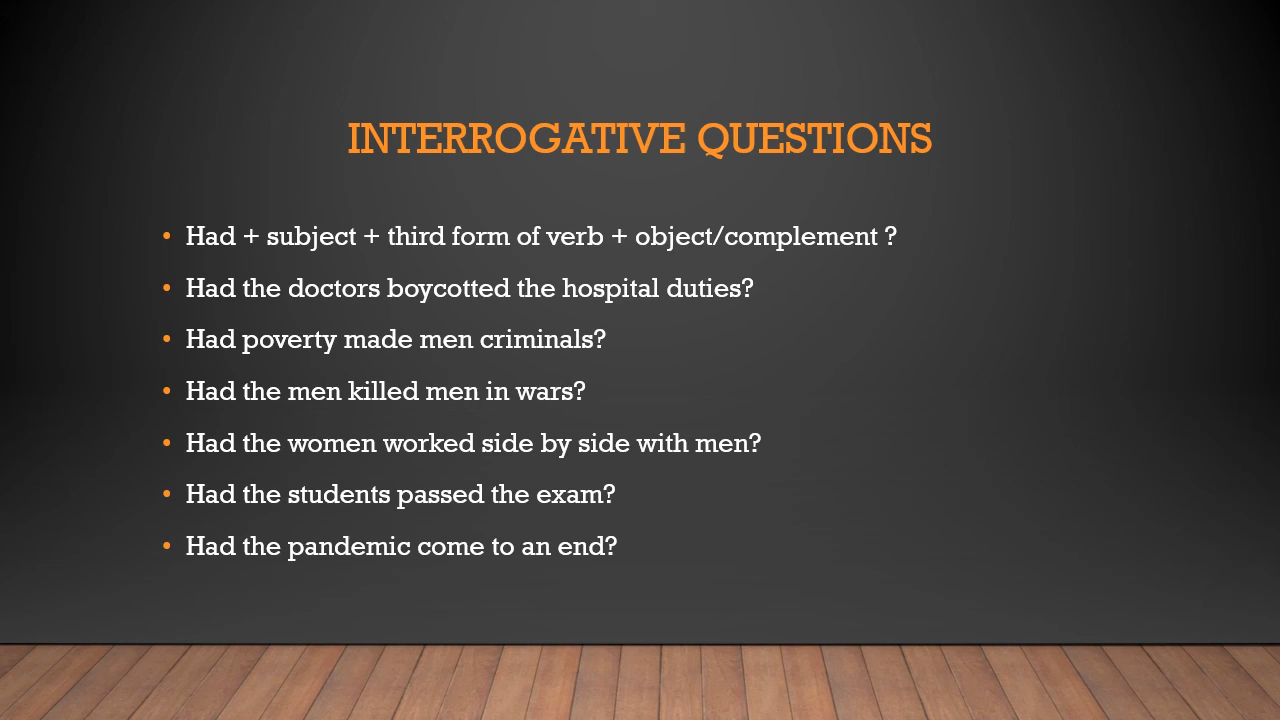 INTERROGATIVE QUESTIONS
• Had + subject + third form of verb + object/complement ?
• Had the doctors boycotted the hospital duties?
• Had poverty made men criminals?
• Had the men killed men in wars?
• Had the women worked side by side with men?
• Had the students passed the exam?
• Had the pandemic come to an end?